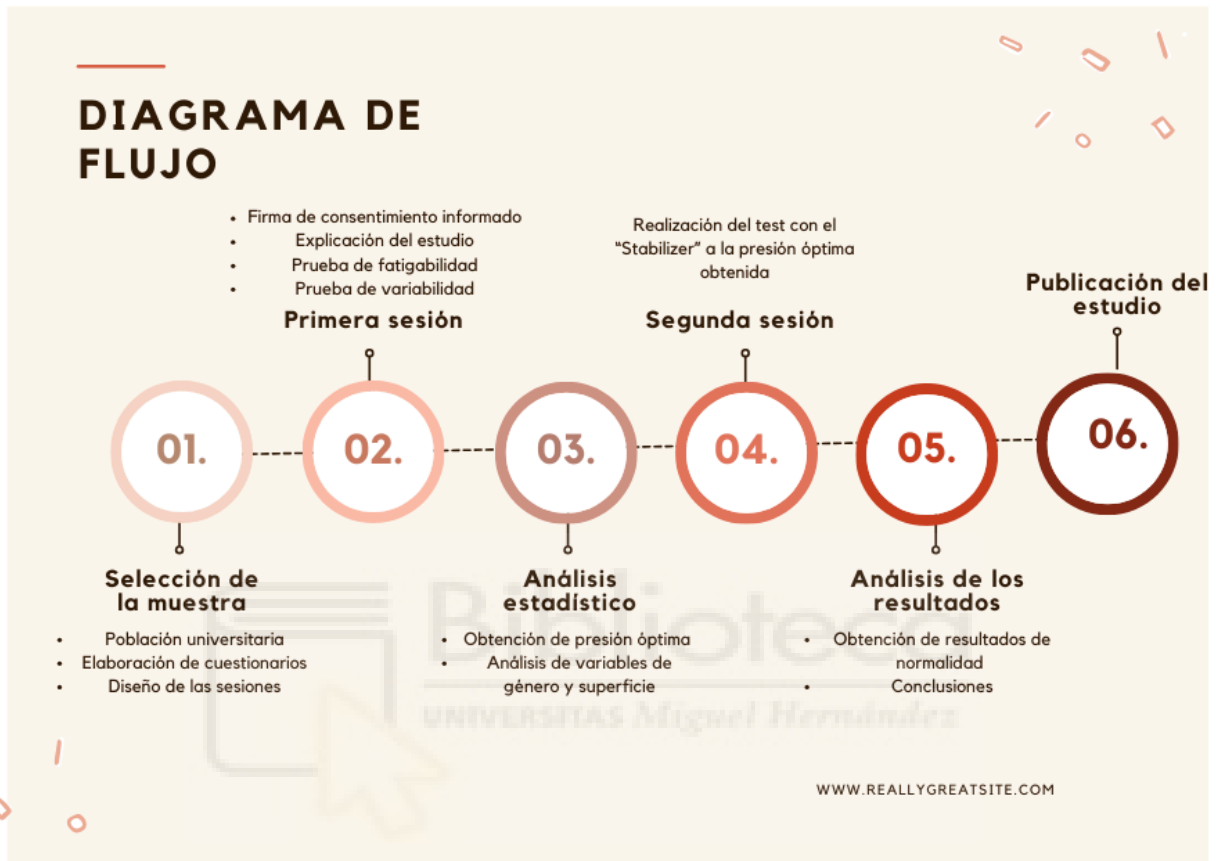 DIAGRAMA DE
FLUJO
• Firma de consentimiento informado
• Explicación del estudio
• Prueba de fatigabilidad
• Prueba de variabilidad
Primera sesión
Realización del test con el
“Stabilizer” a la presión óptima
obtenida
Segunda sesión
Publicación del
estudio
01.
02.
03.
04.
05.
06.
Selección de
la muestra
• Población universitaria
• Elaboración de cuestionarios
• Diseño de las sesiones
Análisis
estadístico
• Obtención de presión óptima
• Análisis de variables de
género y superficie
Análisis de los
resultados
• Obtención de resultados de
normalidad
• Conclusiones
Biblioteca
UNIVERSITAS Miguel Hernández
WWW.REALLYGREATSITE.COM